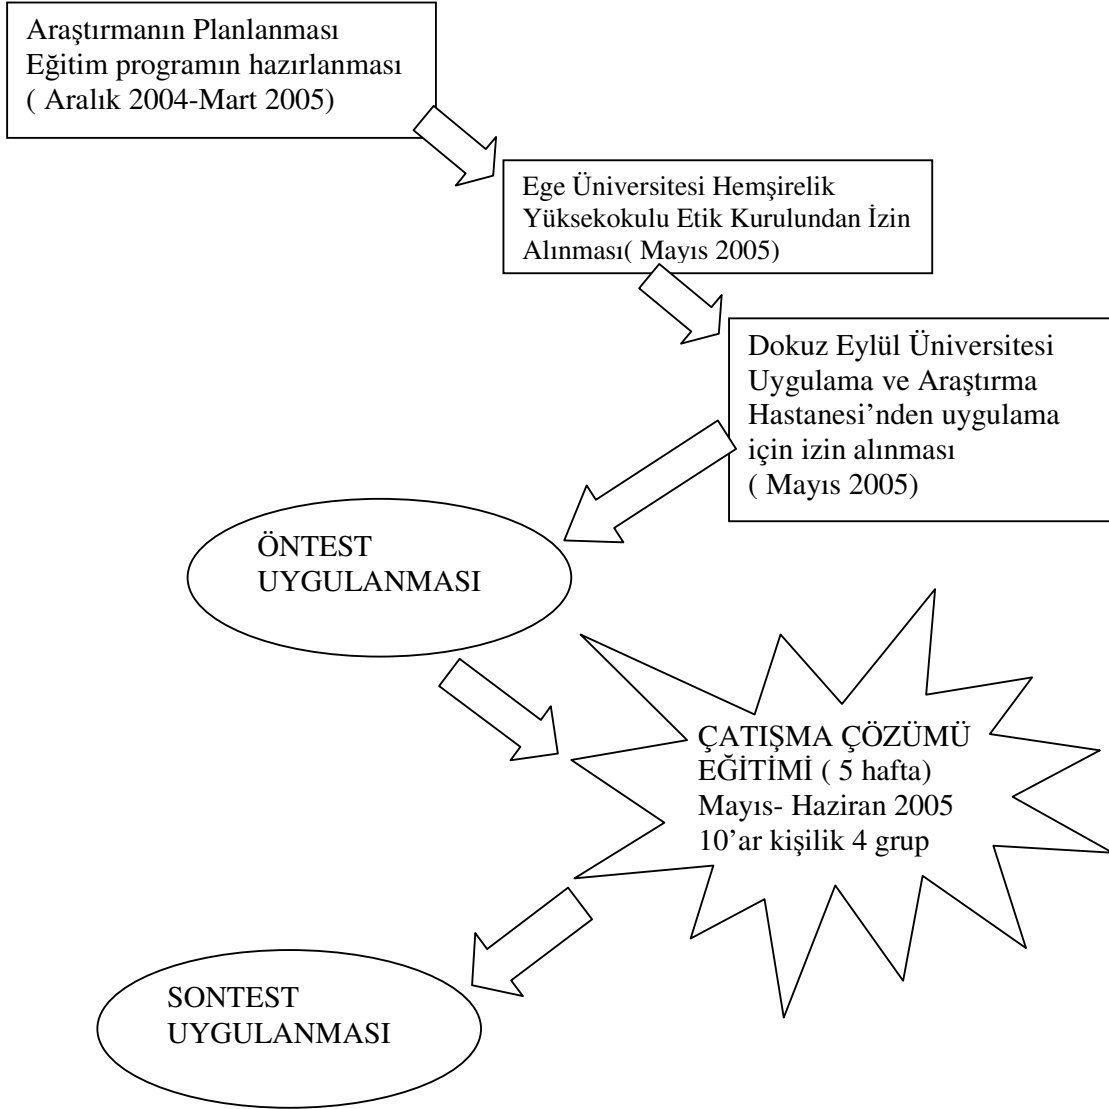 Araştırmanın Planlanması
Eğitim programın hazırlanması
( Aralık 2004-Mart 2005)
Ege Üniversitesi Hemşirelik
Yüksekokulu Etik Kurulundan İzin
Alınması( Mayıs 2005)
Dokuz Eylül Üniversitesi
Uygulama ve Araştırma
Hastanesi’nden uygulama
için izin alınması
( Mayıs 2005)
ÖNTEST
UYGULANMASI
ÇATIŞMA ÇÖZÜMÜ
EĞİTİMİ ( 5 hafta)
Mayıs- Haziran 2005
10’ar kişilik 4 grup
SONTEST
UYGULANMASI